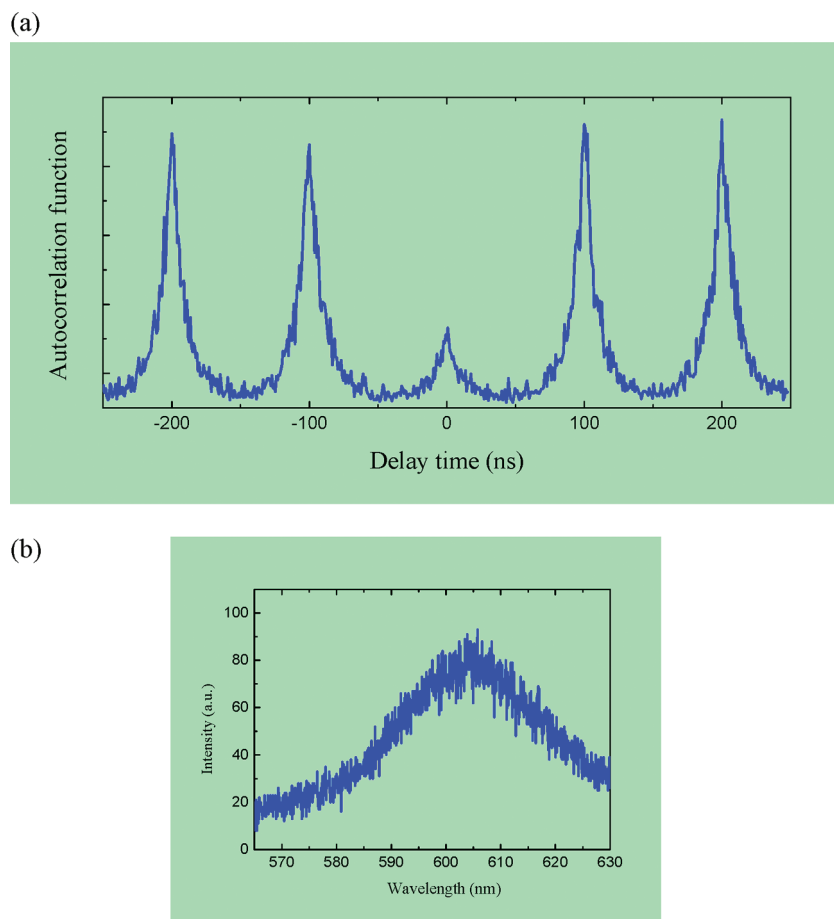 (a)
Autocorrelation function
-200 -100 0 100 200
Delay time (ns)
(b)
100
80
60
40
20
0
Intensity (a.u.)
570 580 590 600 610 620 630
Wavelength (nm)